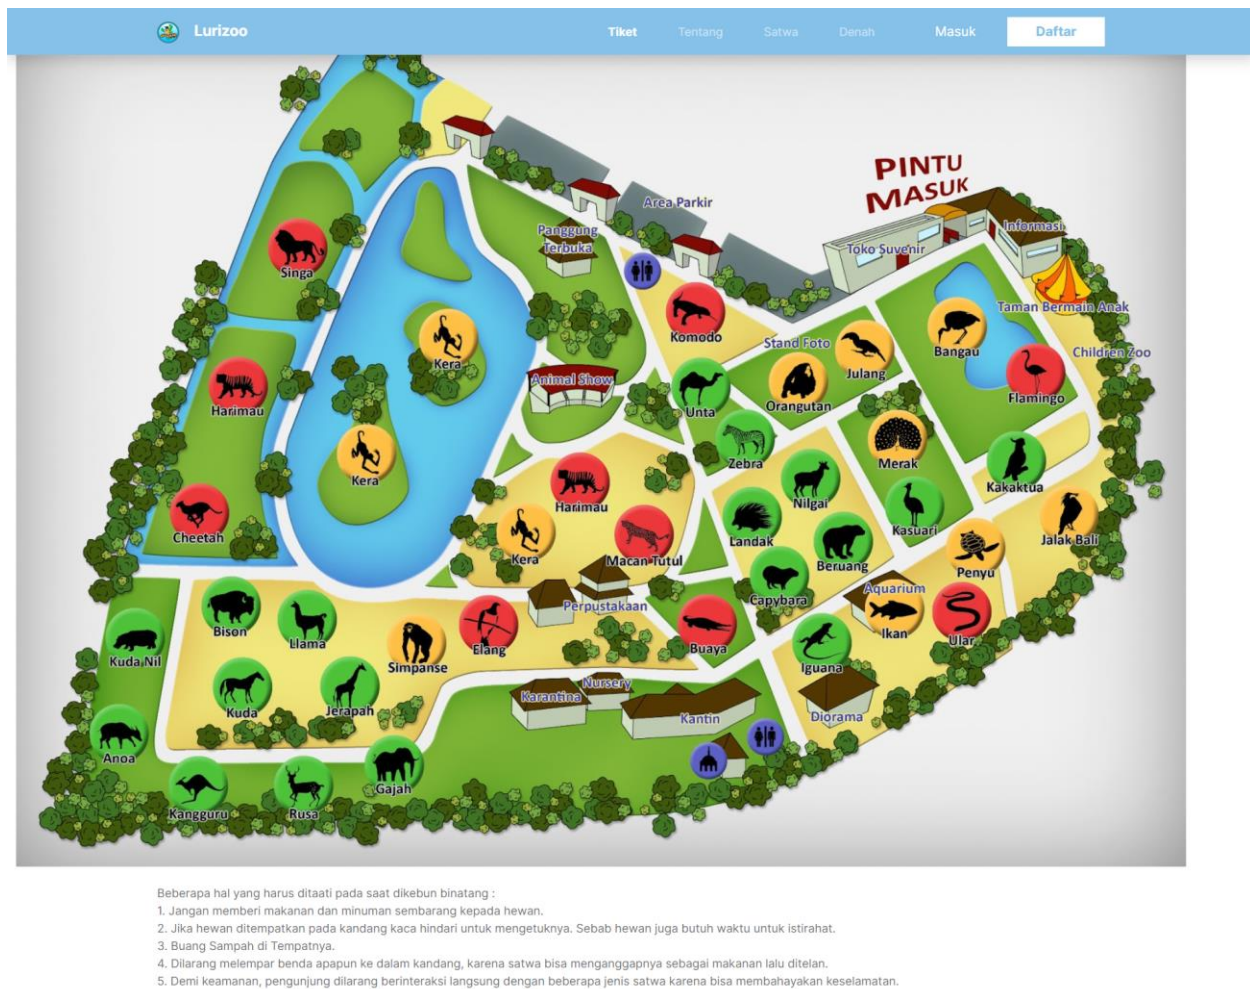 Lurizoo
Tiket
Tentang
Satwa
Denah
Masuk
Daftar
PINTU
MASUK
Area Parkir
Informasi
Panggung
Terbuka
Toko Suvenir
Singa
Taman Bermain Anak
Komodo
Stand Foto
Bangau
Children Zoo
Kera
Julang
Animal Show
Flamingo
Harimau
Unta
Orangutan
Zebra
Merak
Kera
Kakaktua
Harimau
Nilgai
Kasuari
Cheetah
Landak
Jalak Bali
Kera
Macan Tutul
Beruang
Penyu
Aquarium
Capybara
Perpustakaan
Bison
Llama
Ikan
Elang
Buaya
Ular
Kuda Nil
Simpanse
Iguana
Nursery
Karantina
Kuda
Jerapah
Kantin
Diorama
Anoa
Gajah
Kangguru
Rusa
Beberapa hal yang harus ditaati pada saat dikebun binatang :
1. Jangan memberi makanan dan minuman sembarang kepada hewan.
2. Jika hewan ditempatkan pada kandang kaca hindari untuk mengetuknya. Sebab hewan juga butuh waktu untuk istirahat.
3. Buang Sampah di Tempatnya.
4. Dilarang melempar benda apapun ke dalam kandang, karena satwa bisa menganggapnya sebagai makanan lalu ditelan.
5. Demi keamanan, pengunjung dilarang berinteraksi langsung dengan beberapa jenis satwa karena bisa membahayakan keselamatan.